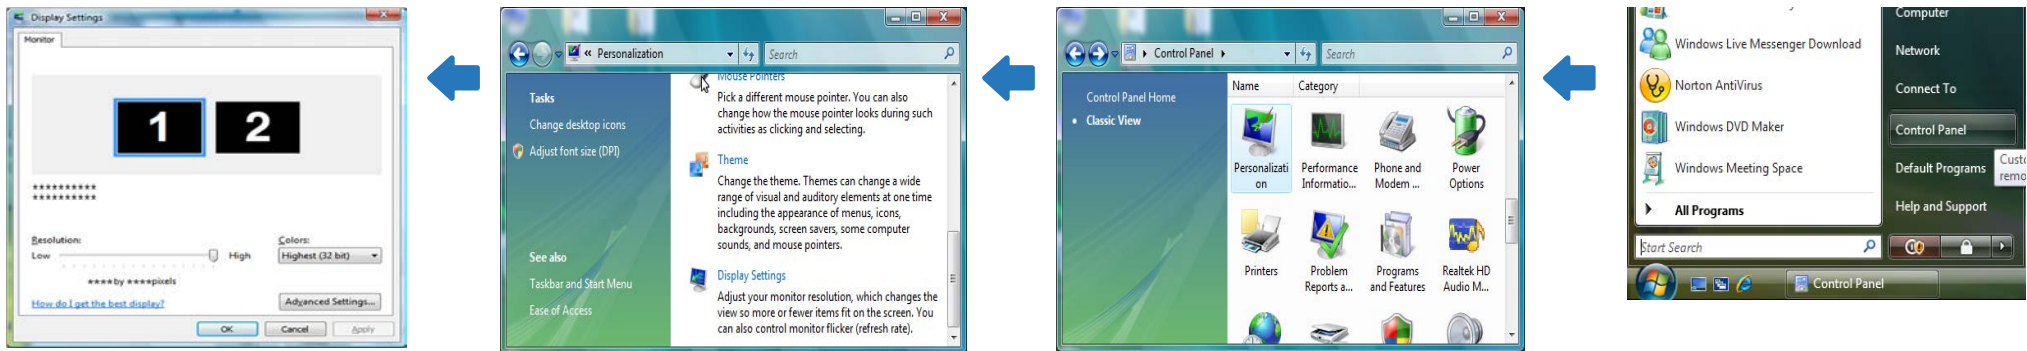 Display Settings
Monitor
1
2
**********
**********
Resolution:
Low
High
****by ****pixels
Colors:
Highest (32 bit)
How do I get the best display?
Advanced Settings...
OK
Cancel
Apply
« Personalization
Search
Tasks
Change desktop icons
Adjust font size (DPI)
See also
Taskbar and Start Menu
Ease of Access
Mouse Pointers
Pick a different mouse pointer. You can also
change how the mouse pointer looks during such
activities as clicking and selecting.
Theme
Change the theme. Themes can change a wide
range of visual and auditory elements at one time
including the appearance of menus, icons,
backgrounds, screen savers, some computer
sounds, and mouse pointers.
Display Settings
Adjust your monitor resolution, which changes the
view so more or fewer items fit on the screen. You
can also control monitor flicker (refresh rate).
Control Panel
Search
Control Panel Home
Classic View
Name
Category
Personalizati
on
Performance
Informatio...
Phone and
Modem ...
Power
Options
Printers
Problem
Reports a...
Programs
and Features
Realtek HD
Audio M...
Windows Live Messenger Download
Norton AntiVirus
Windows DVD Maker
Windows Meeting Space
All Programs
Start Search
Computer
Network
Connect To
Control Panel
Default Programs
Help and Support
Custo
remo
Control Panel